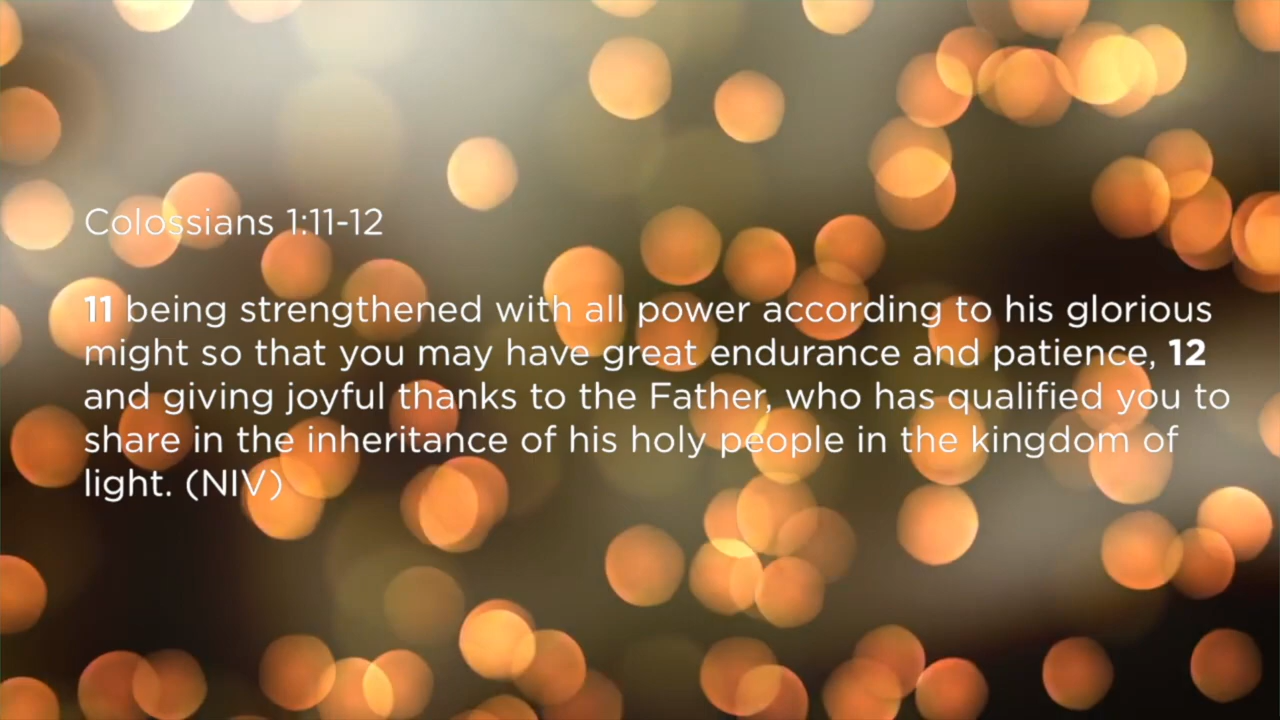 Colossians 1:11-12
11 being strengthened with all power according to his glorious
might so that you may have great endurance and patience, 12
and giving joyful thanks to the Father, who has qualified you to
share in the inheritance of his holy people in the kingdom of
light. (NIV)